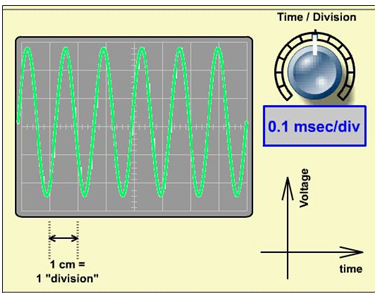 Time / Division
0.1 msec/div
Voltage
time
1 cm =
1 "division"